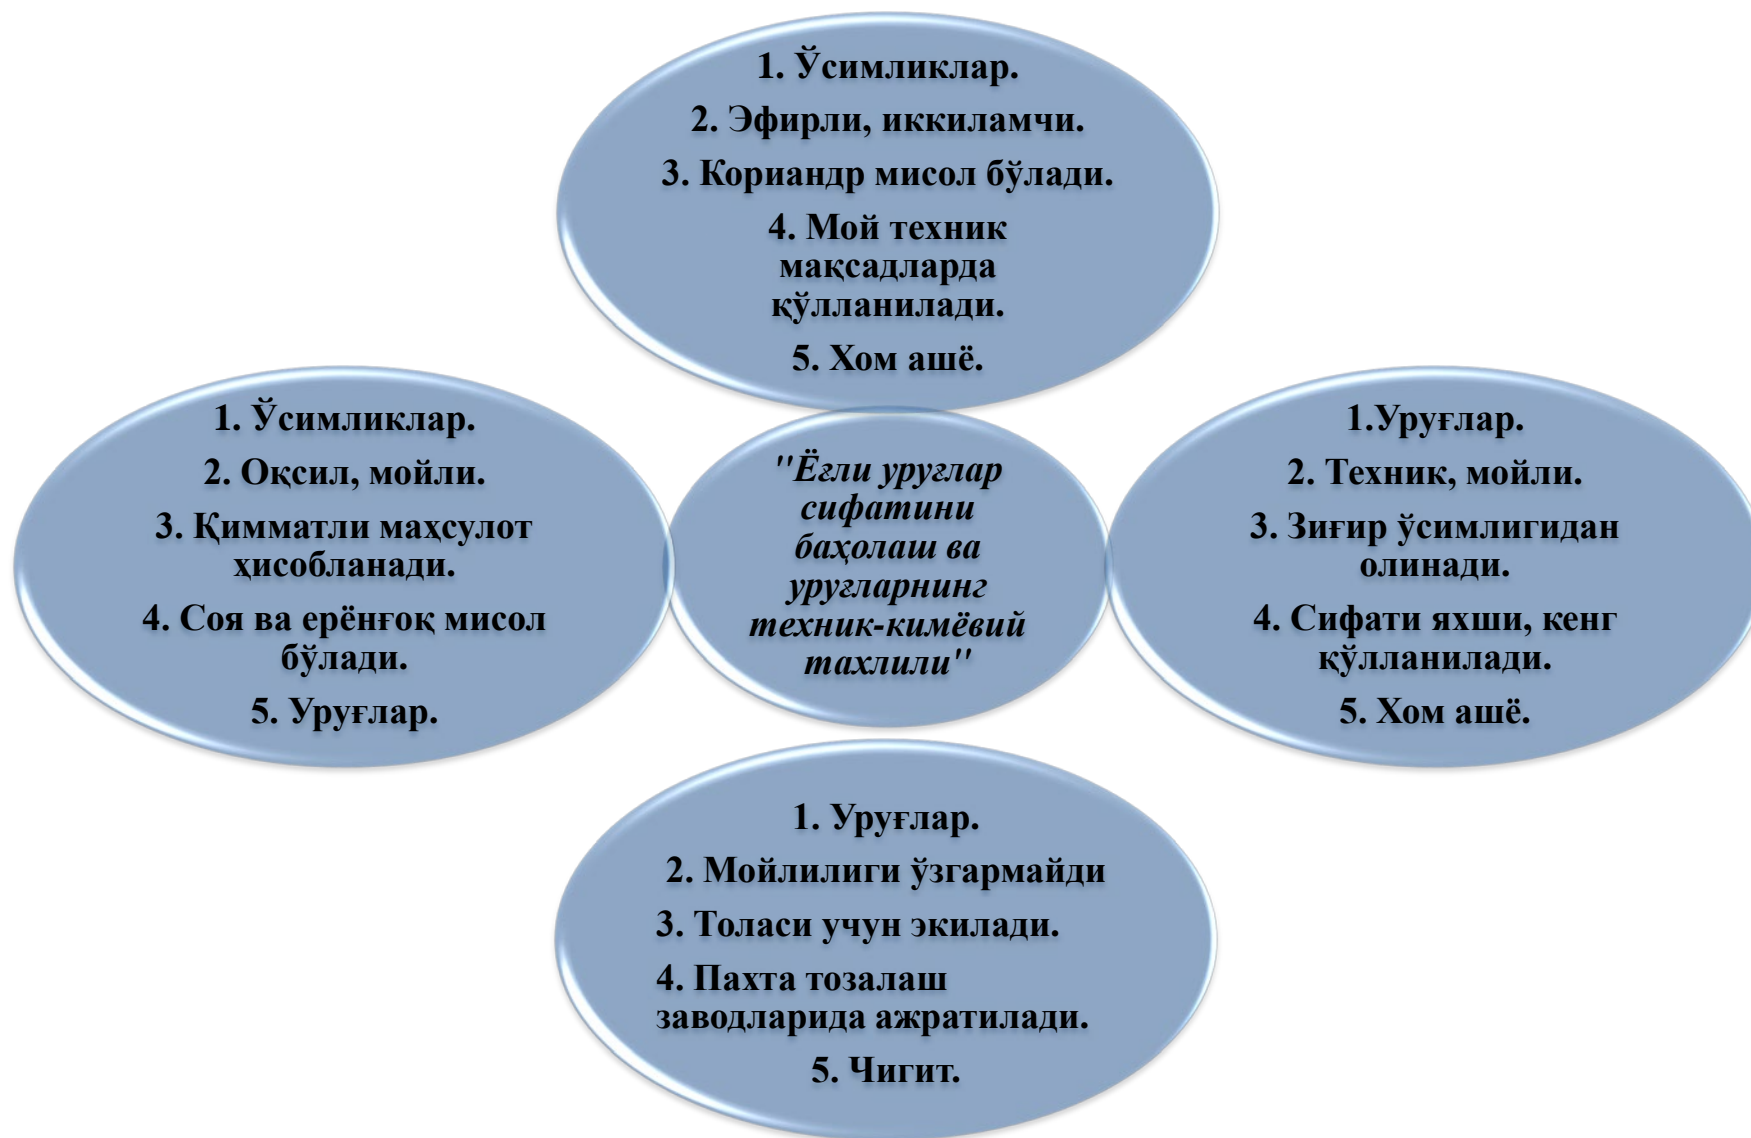 1. Ўсимликлар.
2. Эфирли, иккиламчи.
3. Кориандр мисол бўлади.
4. Мой техник
мақсадларда
қўлланилади.
5. Хом ашё.
1. Ўсимликлар.
2. Оқсил, мойли.
3. Қимматли маҳсулот
ҳисобланади.
4. Соя ва ерёнғоқ мисол
бўлади.
5. Уруғлар.
"Ёғли уруғлар
сифатини
баҳолаш ва
уруғларнинг
техник-кимёвий
тахлили"
1.Уруғлар.
2. Техник, мойли.
3. Зиғир ўсимлигидан
олинади.
4. Сифати яхши, кенг
қўлланилади.
5. Хом ашё.
1. Уруғлар.
2. Мойлилиги ўзгармайди
3. Толаси учун экилади.
4. Пахта тозалаш
заводларида ажратилади.
5. Чигит.